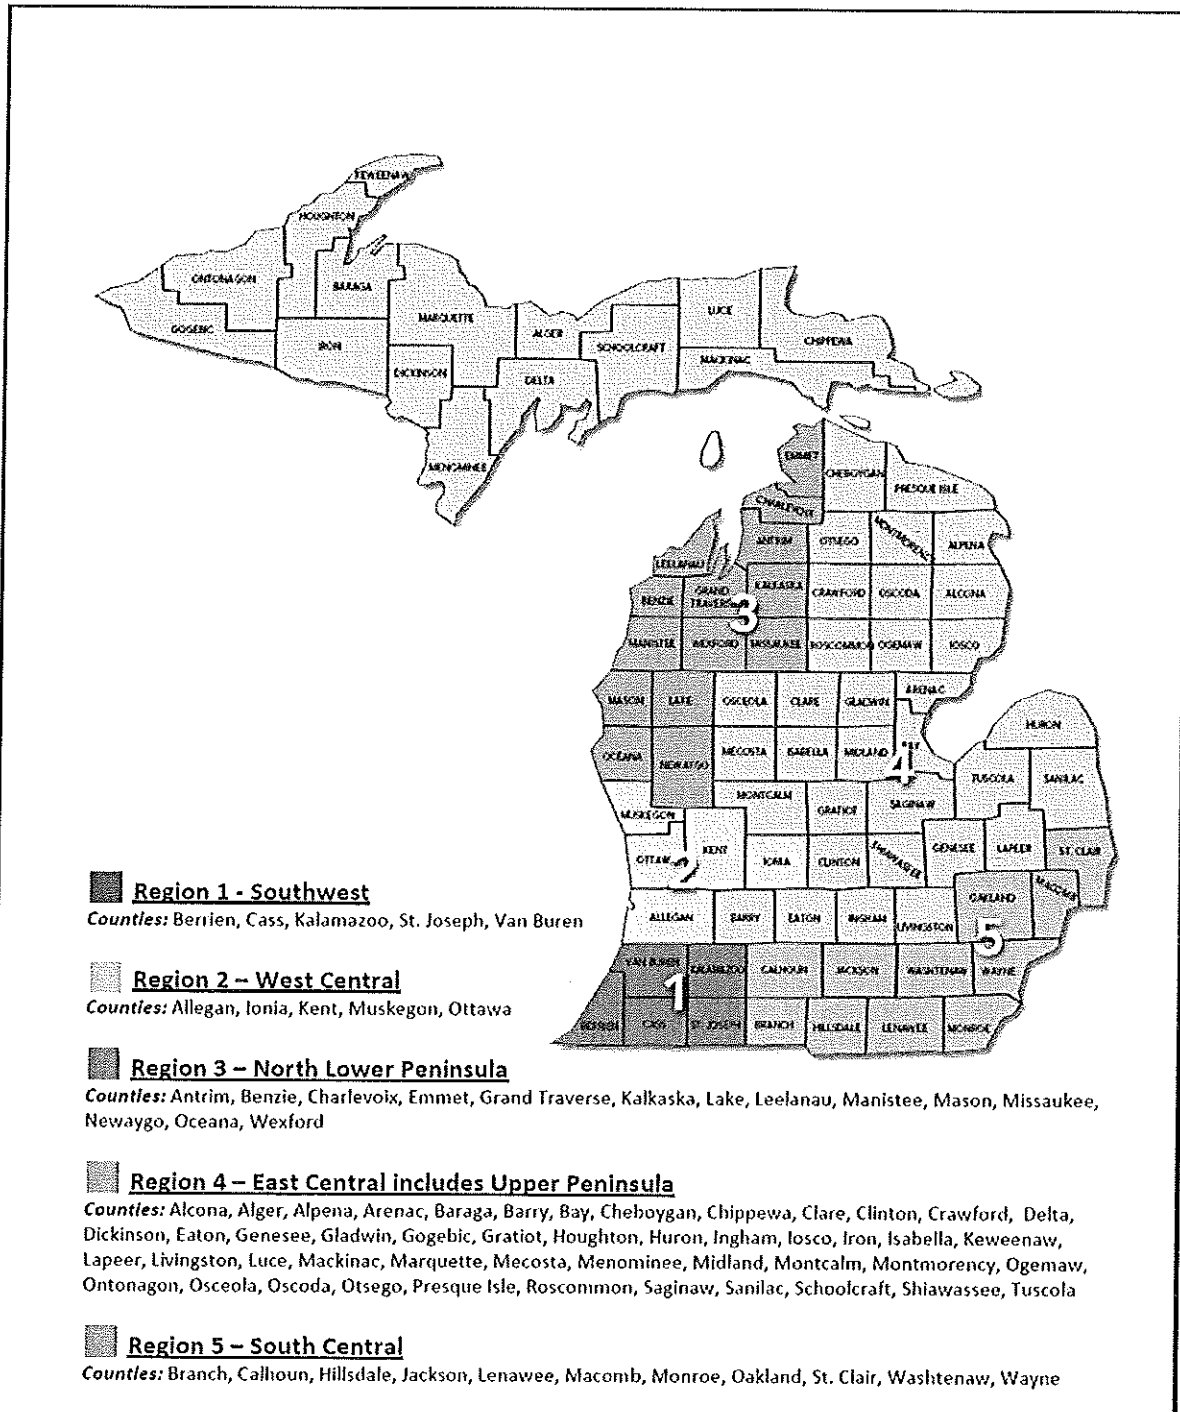 KEWEENAW
HOUGHTON
ONTONAGON
BARAGA
GOGEBIC
IRON
MARQUETTE
DICKINSON
MENOMINEE
ALGER
DELTA
SCHOOLCRAFT
LUCE
MACKINAC
CHIPPEWA
EMMET
CHEBOYGAN
PRESQUE ISLE
CHARLEVOIX
ANTRIM
OTSEGO
MONTMORENCY
ALPENA
LEELANAU
BENZIE
GRAND
TRAVERSE
KALKASKA
CRAWFORD
OSCODA
ALCONA
3
MANISTEE
WEXFORD
MISSAUKEE
ROSCOMMON
OGEMAW
IOSCO
MASON
LAKE
OSCEOLA
CLARE
GLADWIN
ARENAC
HURON
OCEANA
NEWAYGO
MECOSTA
ISABELLA
MIDLAND
BAY
4
TUSCOLA
SANILAC
MUSKEGON
MONTCALM
GRATIOT
SAGINAW
OTTAWA
2
KENT
IONIA
CLINTON
SHIAWASSEE
GENESEE
LAPEER
ST. CLAIR
ALLEGAN
BARRY
EATON
INGHAM
LIVINGSTON
OAKLAND
MACOMB
5
VAN BUREN
KALAMAZOO
CALHOUN
JACKSON
WASHTENAW
WAYNE
1
BERRIEN
CASS
ST. JOSEPH
BRANCH
HILLSDALE
LENAWEE
MONROE
Region 1 - Southwest
Counties: Berrien, Cass, Kalamazoo, St. Joseph, Van Buren
Region 2 – West Central
Counties: Allegan, Ionia, Kent, Muskegon, Ottawa
Region 3 – North Lower Peninsula
Counties: Antrim, Benzie, Charlevoix, Emmet, Grand Traverse, Kalkaska, Lake, Leelanau, Manistee, Mason, Missaukee,
Newaygo, Oceana, Wexford
Region 4 – East Central includes Upper Peninsula
Counties: Alcona, Alger, Alpena, Arenac, Baraga, Barry, Bay, Cheboygan, Chippewa, Clare, Clinton, Crawford, Delta,
Dickinson, Eaton, Genesee, Gladwin, Gogebic, Gratiot, Houghton, Huron, Ingham, Iosco, Iron, Isabella, Keweenaw,
Lapeer, Livingston, Luce, Mackinac, Marquette, Mecosta, Menominee, Midland, Montcalm, Montmorency, Ogemaw,
Ontonagon, Osceola, Oscoda, Otsego, Presque Isle, Roscommon, Saginaw, Sanilac, Schoolcraft, Shiawassee, Tuscola
Region 5 – South Central
Counties: Branch, Calhoun, Hillsdale, Jackson, Lenawee, Macomb, Monroe, Oakland, St. Clair, Washtenaw, Wayne